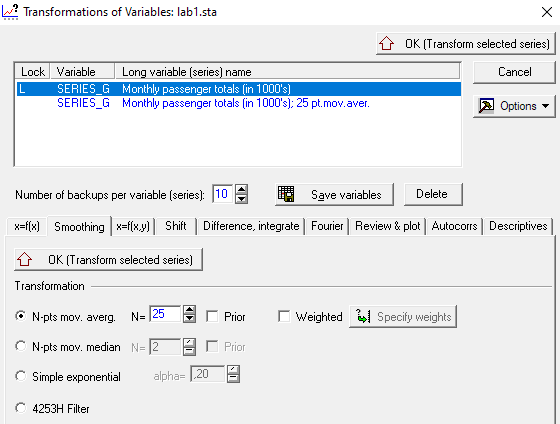 Transformations of Variables: lab1.sta
OK (Transform selected series)
Lock Variable Long variable (series) name
L SERIES_G Monthly passenger totals (in 1000's)
SERIES_G Monthly passenger totals (in 1000's); 25 pt.mov.aver.
Cancel
Options
Number of backups per variable (series): 10 Save variables Delete
x=f(x) Smoothing x=f(x,y) Shift Difference, integrate Fourier Review & plot Autocorrs Descriptives
OK (Transform selected series)
Transformation
N-pts mov. averg. N= 25 Prior Weighted Specify weights
N-pts mov. median N= 2 Prior
Simple exponential alpha= ,20
4253H Filter